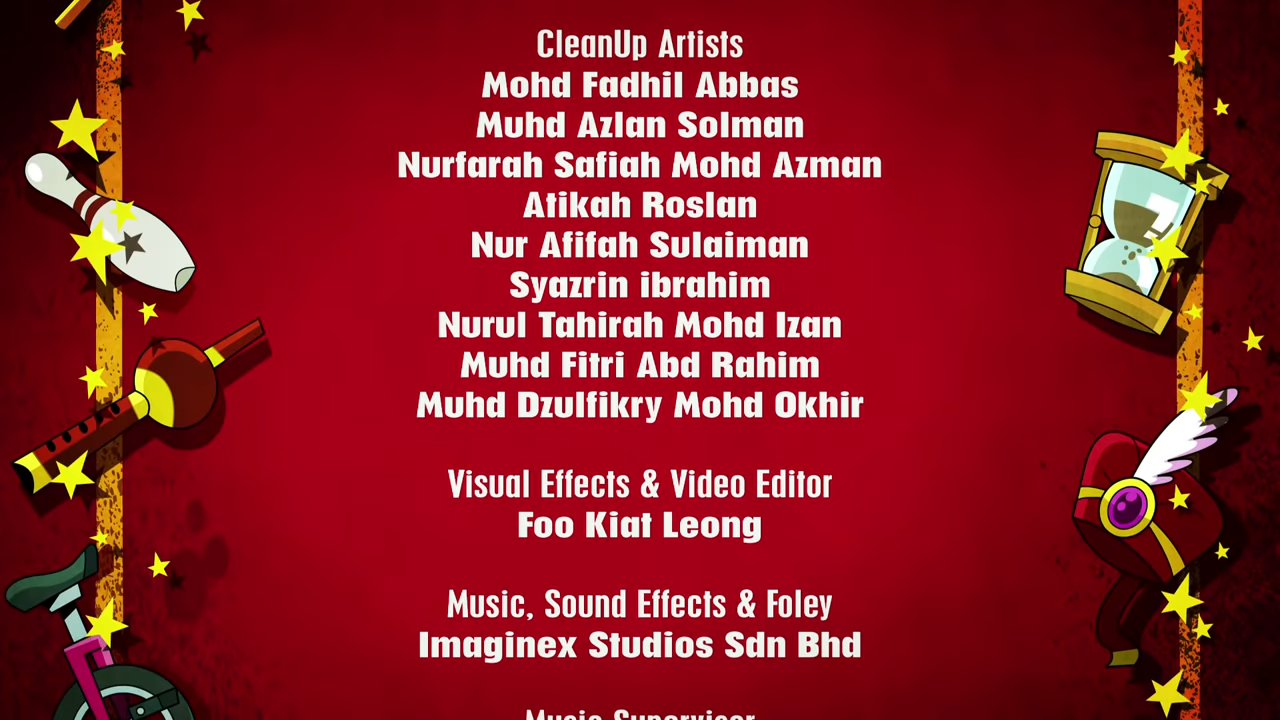 CleanUp Artists
Mohd Fadhil Abbas
Muhd Azlan Solman
Nurfarah Safiah Mohd Azman
Atikah Roslan
Nur Afifah Sulaiman
Syazrin ibrahim
Nurul Tahirah Mohd Izan
Muhd Fitri Abd Rahim
Muhd Dzulfikry Mohd Okhir
Visual Effects & Video Editor
Foo Kiat Leong
Music, Sound Effects & Foley
Imaginex Studios Sdn Bhd
Music Supervisor